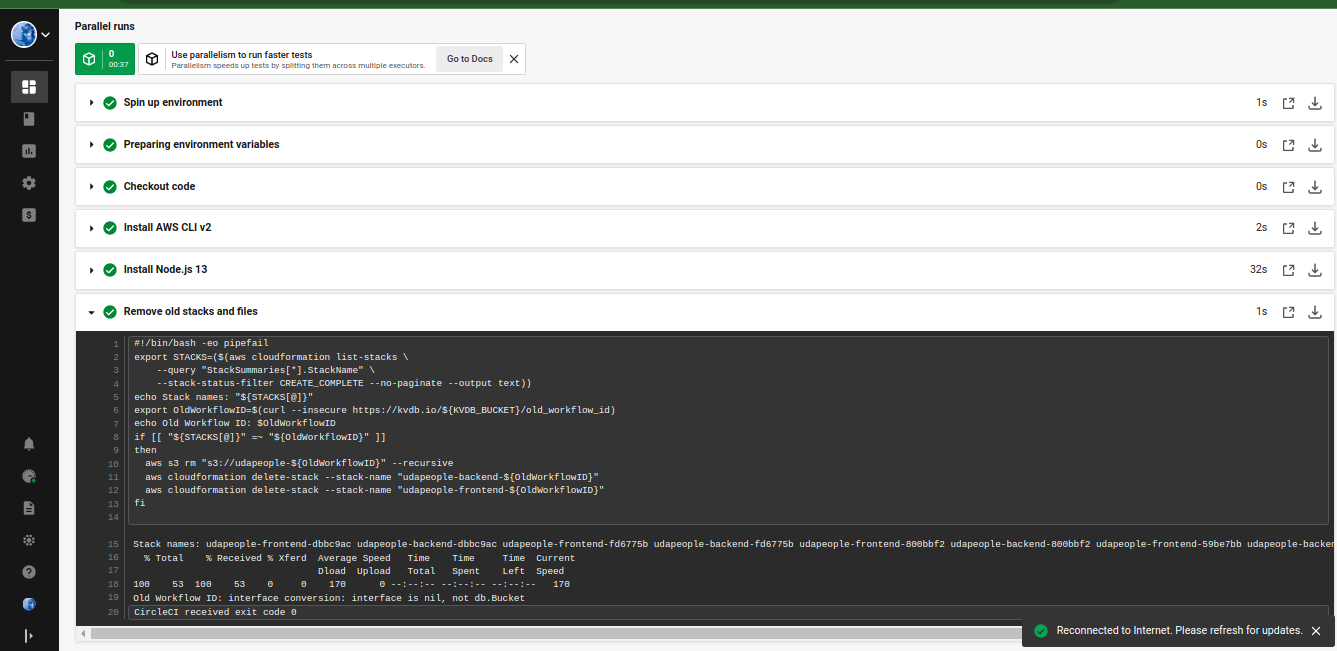 Parallel runs
0
00:37
Use parallelism to run faster tests
Parallelism speeds up tests by splitting them across multiple executors.
Go to Docs
Spin up environment
1s
Preparing environment variables
0s
Checkout code
0s
Install AWS CLI v2
2s
Install Node.js 13
32s
Remove old stacks and files
1s
1 #!/bin/bash -eo pipefail
2 export STACKS=($(aws cloudformation list-stacks \
3     --query "StackSummaries[*].StackName" \
4     --stack-status-filter CREATE_COMPLETE --no-paginate --output text))
5 echo Stack names: "${STACKS[@]}"
6 export OldWorkflowID=$(curl --insecure https://kvdb.io/${KVDB_BUCKET}/old_workflow_id)
7 echo Old Workflow ID: $OldWorkflowID
8 if [[ "${STACKS[@]}" =~ "${OldWorkflowID}" ]]
9 then
10   aws s3 rm "s3://udapeople-${OldWorkflowID}" --recursive
11   aws cloudformation delete-stack --stack-name "udapeople-backend-${OldWorkflowID}"
12   aws cloudformation delete-stack --stack-name "udapeople-frontend-${OldWorkflowID}"
13 fi
14
15 Stack names: udapeople-frontend-dbbc9ac udapeople-backend-dbbc9ac udapeople-frontend-fd6775b udapeople-backend-fd6775b udapeople-frontend-800bbf2 udapeople-backend-800bbf2 udapeople-frontend-59be7bb udapeople-backen
16   % Total    % Received % Xferd  Average Speed   Time    Time     Time  Current
17                                  Dload  Upload   Total   Spent    Left  Speed
18 100    53  100    53    0     0    170      0 --:--:-- --:--:-- --:--:--   170
19 Old Workflow ID: interface conversion: interface is nil, not db.Bucket
20 CircleCI received exit code 0
Reconnected to Internet. Please refresh for updates.